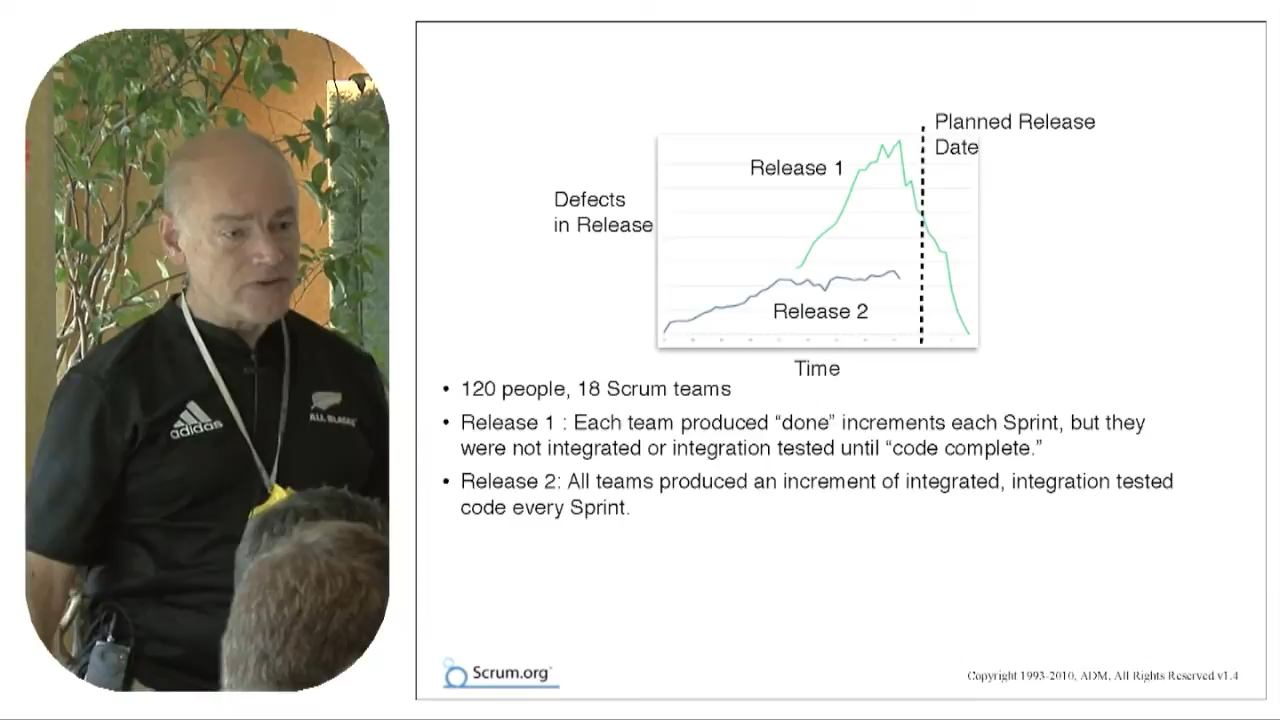 Planned Release
Date
Release 1
Defects
in Release
Release 2
Time
• 120 people, 18 Scrum teams
• Release 1 : Each team produced “done” increments each Sprint, but they
were not integrated or integration tested until “code complete.”
• Release 2: All teams produced an increment of integrated, integration tested
code every Sprint.
Scrum.org
Copyright 1993-2010, ADM, All Rights Reserved v1.4
adidas
ALL BLACKS